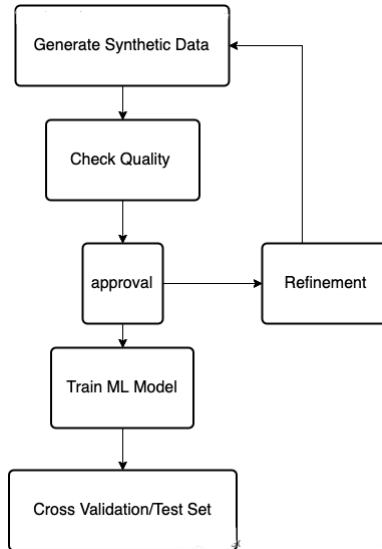 Generate Synthetic Data
Check Quality
approval
Refinement
Train ML Model
Cross Validation/Test Set